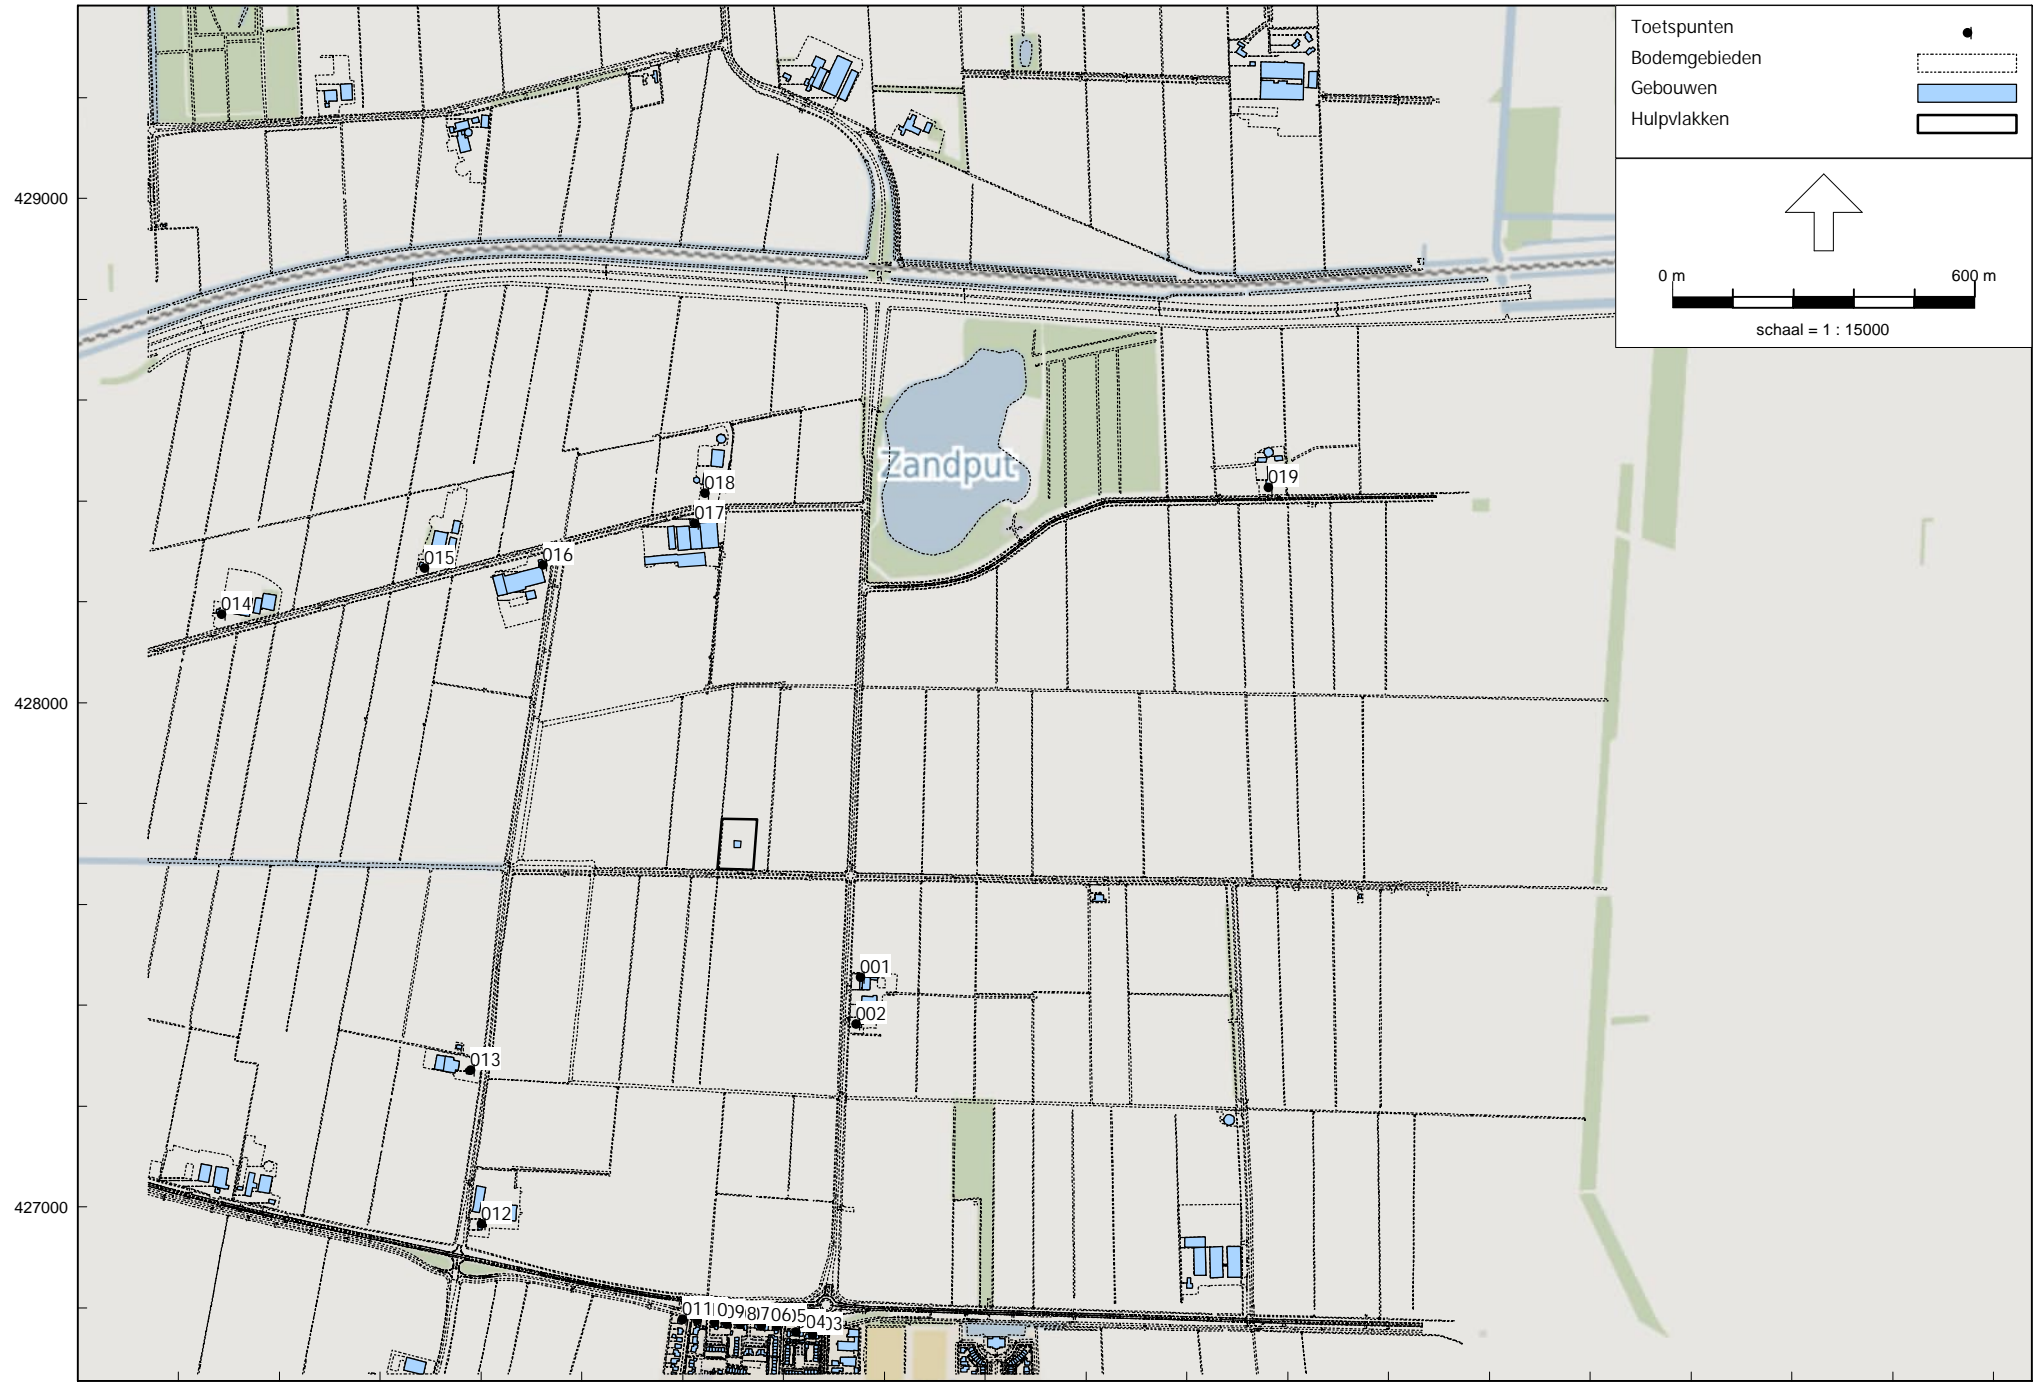 Toetspunten
Bodemgebieden
Gebouwen
Hulpvlakken
429000
0 m 600 m
schaal = 1 : 15000
Zandput
018
019
017
016
015
014
428000
001
002
013
427000
012
011